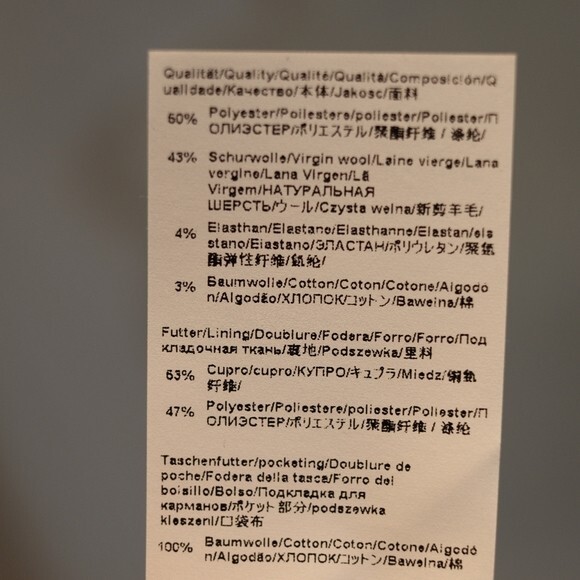 Qualität/Quality/Qualité/Qualità/Composición/Q
ualidade/Качество/本体/Jakosc/面料
50% Polyester/Poliestere/poliester/Poliester/П
ОЛИЭСТЕР/ポリエステル/聚酯纤维 / 涤纶/
43% Schurwolle/Virgin wool/Laine vierge/Lana
vergine/Lana Virgen/Lã
Virgem/НАТУРАЛЬНАЯ
ШЕРСТЬ/ウール/Czysta welna/新剪羊毛/
4% Elasthan/Elastane/Elasthanne/Elastan/elа
stano/Elastano/ЭЛАСТАН/ポリウレタン/聚氨
酯弹性纤维/氨纶/
3% Baumwolle/Cotton/Coton/Cotone/Algodó
n/Algodão/ХЛОПОК/コットン/Bawelna/棉
Futter/Lining/Doublure/Fodera/Forro/Forro/Под
кладочная ткань/裏地/Podszewka/里料
53% Cupro/cupro/КУПРО/キュプラ/Miedz/铜氨
纤维/
47% Polyester/Poliestere/poliester/Poliester/П
ОЛИЭСТЕР/ポリエステル/聚酯纤维 / 涤纶
Taschenfutter/pocketing/Doublure de
poche/Fodera della tasca/Forro del
bolsillo/Bolso/Подкладка для
карманов/ポケット部分/podszewka
kieszeni/口袋布
100% Baumwolle/Cotton/Coton/Cotone/Algodó
n/Algodão/ХЛОПОК/コットン/Bawelna/棉